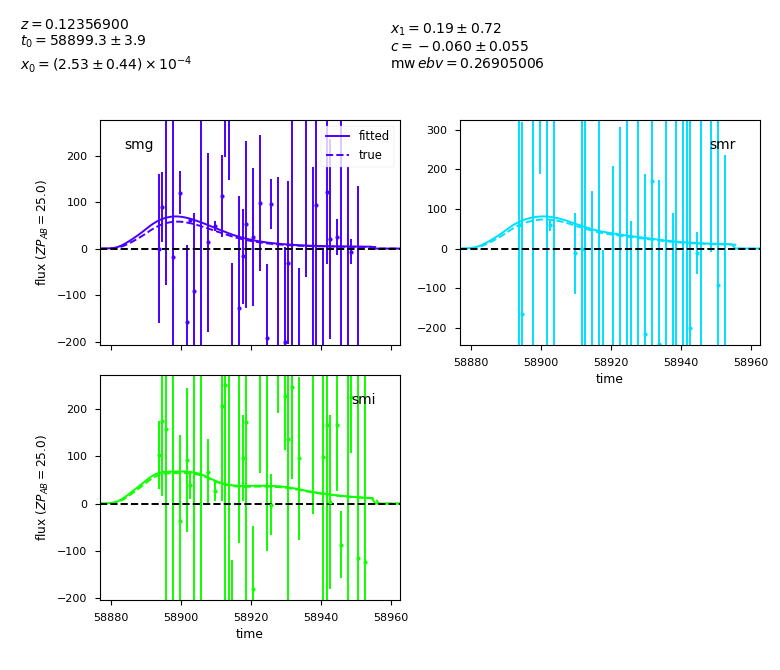 z = 0.12356900
t₀ = 58899.3 ± 3.9
x₀ = (2.53 ± 0.44) × 10⁻⁴
x₁ = 0.19 ± 0.72
c = −0.060 ± 0.055
mw ebv = 0.26905006
smg
fitted
true
200
100
0
−100
−200
flux (ZP_AB = 25.0)
smr
300
200
100
0
−100
−200
58880 58900 58920 58940 58960
time
smi
200
100
0
−100
−200
flux (ZP_AB = 25.0)
58880 58900 58920 58940 58960
time